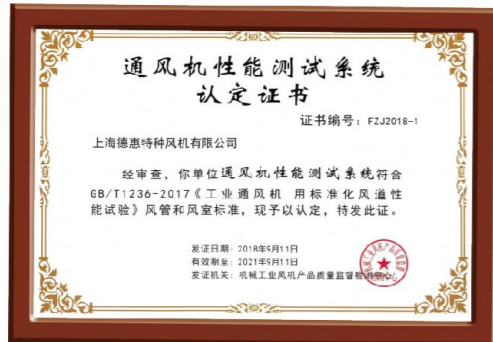 通风机性能测试系统
认定证书
证书编号：FZJ2018-1
上海德惠特种风机有限公司
经审查，你单位通风机性能测试系统符合
GB/T1236-2017《工业通风机 用标准化风道性
能试验》风管和风室标准，现予以认定，特发此证。
发证日期：2018年9月11日
有效期至：2021年9月11日
发证机关：机械工业风机产品质量监督检测中心